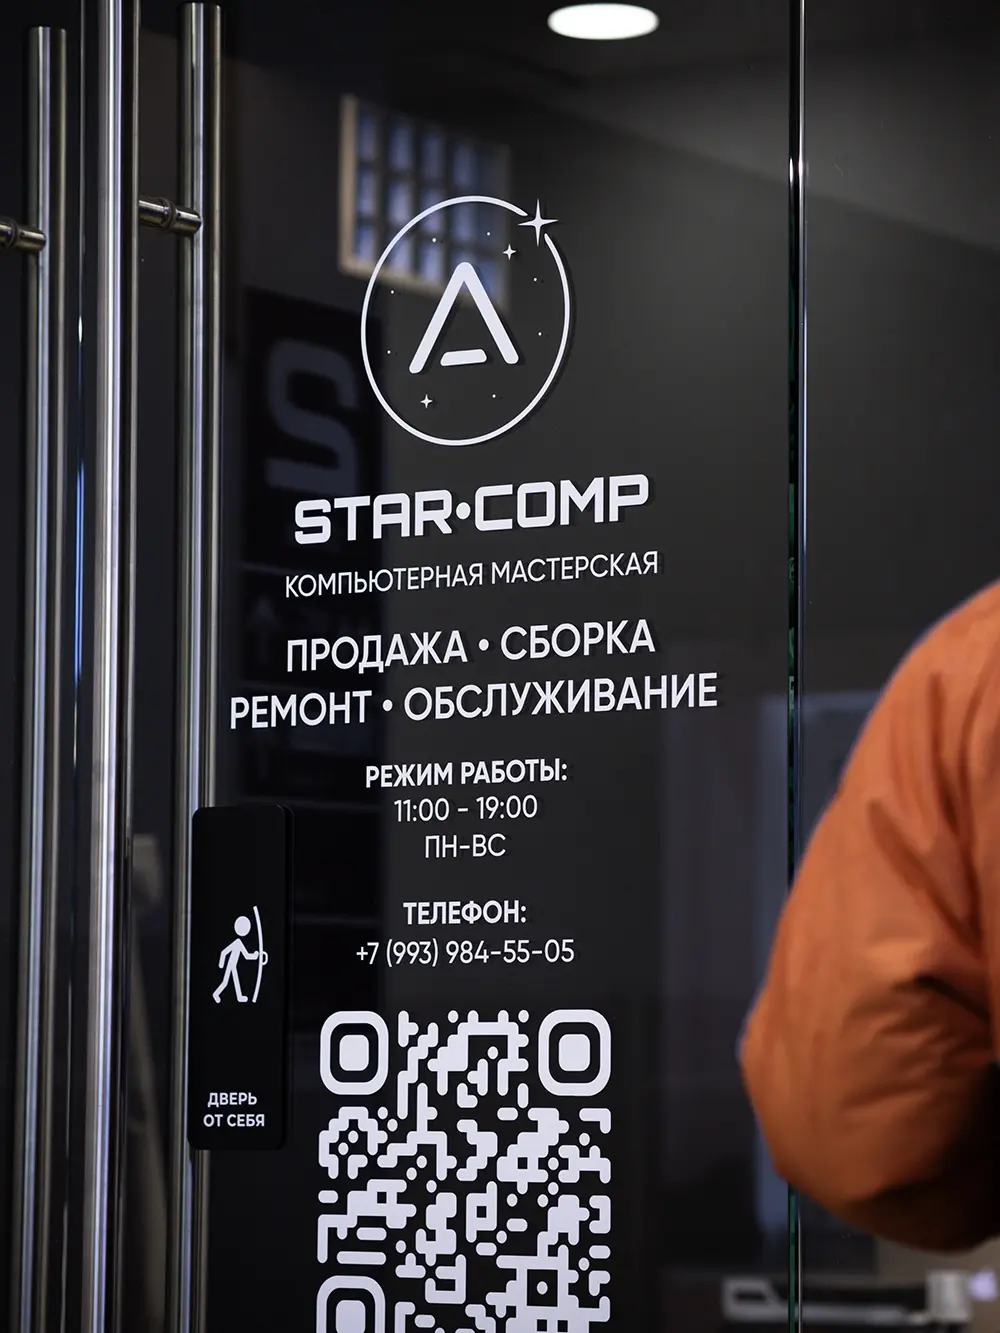 A
STAR•COMP
КОМПЬЮТЕРНАЯ МАСТЕРСКАЯ
ПРОДАЖА • СБОРКА
РЕМОНТ • ОБСЛУЖИВАНИЕ
РЕЖИМ РАБОТЫ:
11:00 - 19:00
ПН-ВС
ТЕЛЕФОН:
+7 (993) 984-55-05
ДВЕРЬ
ОТ СЕБЯ